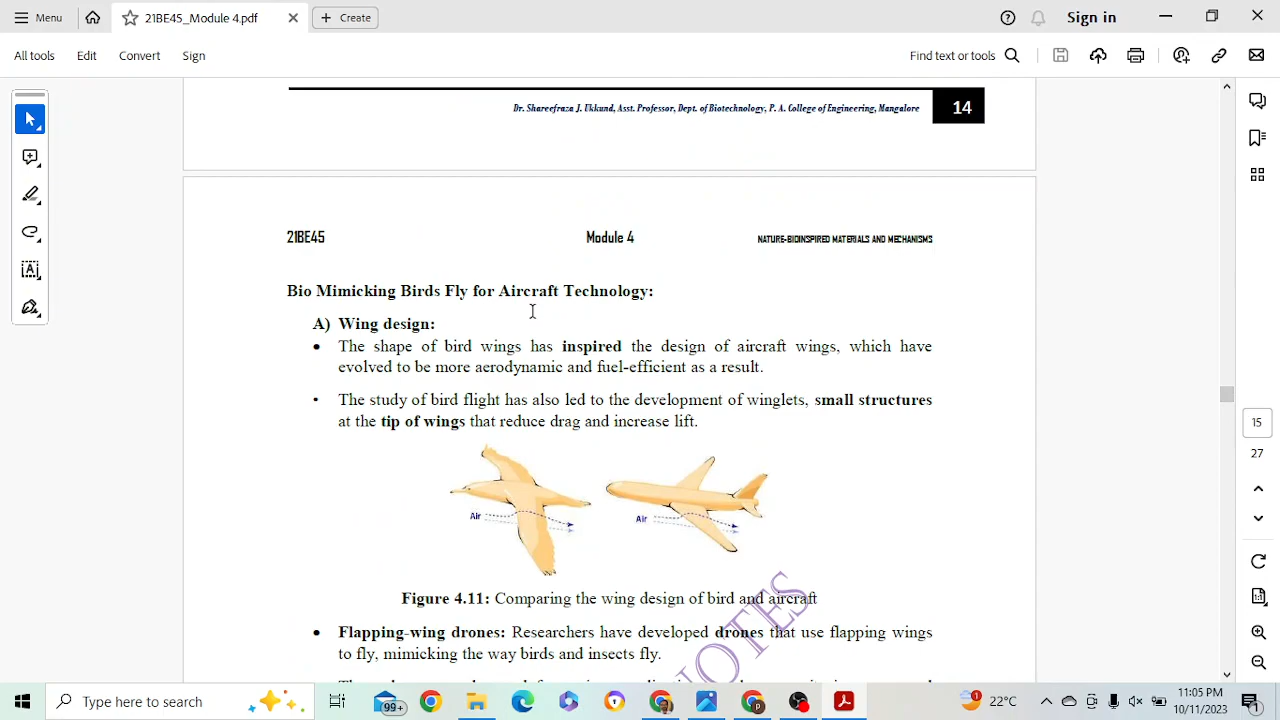 Menu
21BE45_Module 4.pdf
Create
Sign in
All tools Edit Convert Sign
Find text or tools
Dr. Shareefraza J. Ukkund, Asst. Professor, Dept. of Biotechnology, P. A. College of Engineering, Mangalore 14
21BE45 Module 4 NATURE-BIOINSPIRED MATERIALS AND MECHANISMS
Bio Mimicking Birds Fly for Aircraft Technology:
A) Wing design:
• The shape of bird wings has inspired the design of aircraft wings, which have
evolved to be more aerodynamic and fuel-efficient as a result.
• The study of bird flight has also led to the development of winglets, small structures
at the tip of wings that reduce drag and increase lift.
Air Air
Figure 4.11: Comparing the wing design of bird and aircraft
• Flapping-wing drones: Researchers have developed drones that use flapping wings
to fly, mimicking the way birds and insects fly.
NOTES
15
27
Type here to search
99+
1
22°C
11:05 PM
10/11/2023
1